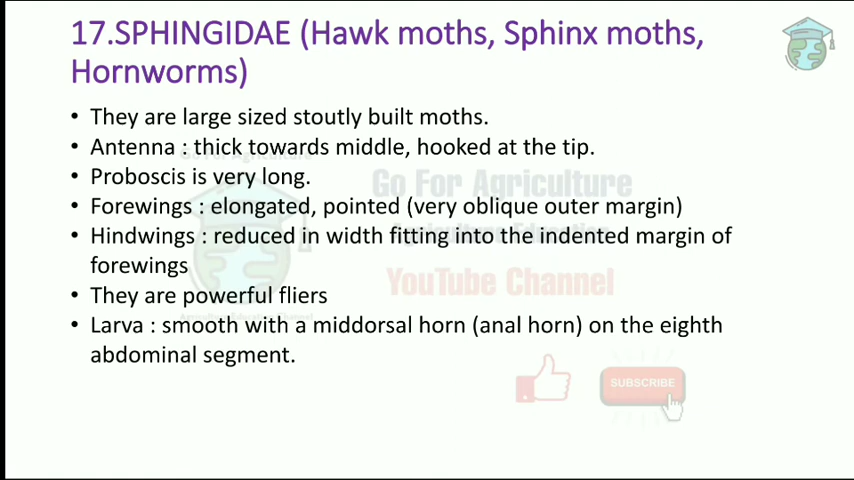 17.SPHINGIDAE (Hawk moths, Sphinx moths,
Hornworms)
• They are large sized stoutly built moths.
• Antenna : thick towards middle, hooked at the tip.
• Proboscis is very long.
Go For Agriculture
• Forewings : elongated, pointed (very oblique outer margin)
• Hindwings : reduced in width fitting into the indented margin of
forewings
YouTube Channel
• They are powerful fliers
• Larva : smooth with a middorsal horn (anal horn) on the eighth
abdominal segment.
SUBSCRIBE